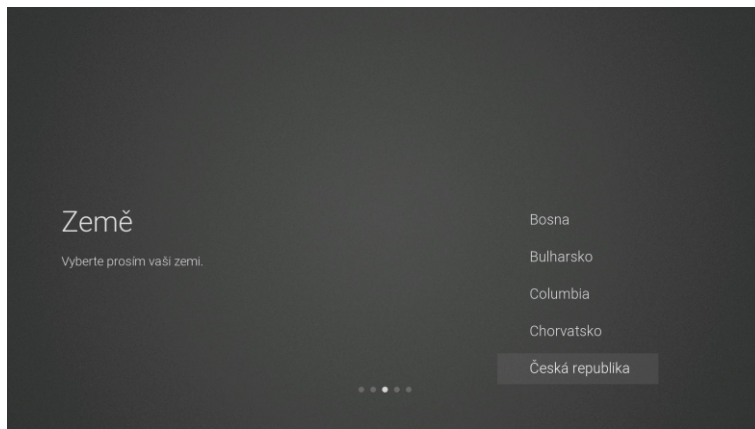 Země
Vyberte prosím vaši zemi.
Bosna
Bulharsko
Columbia
Chorvatsko
Česká republika